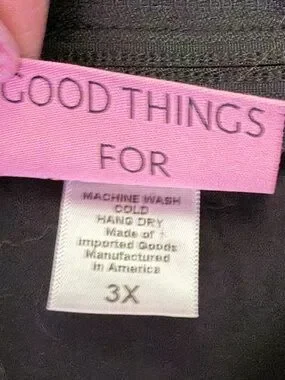 GOOD THINGS
FOR
MACHINE WASH
COLD
HANG DRY
Made of
Imported Goods
Manufactured
In America
3X